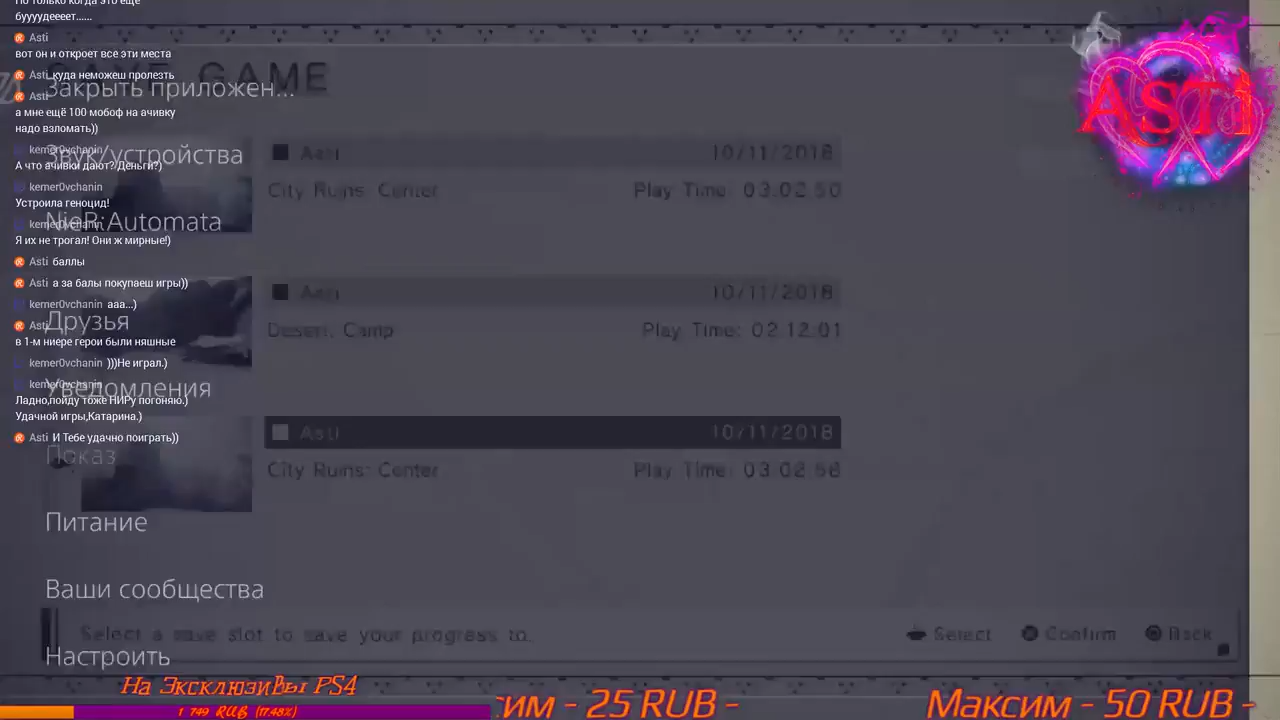 Но только когда это ещё
буууудеееет......
Asti
вот он и откроет все эти места
Asti куда неможеш пролезть
Asti
а мне ещё 100 мобоф на ачивку
надо взломать))
kemer0vchanin
А что ачивки дают? Деньги?)
kemer0vchanin
Устроила геноцид!
kemer0vchanin
Я их не трогал! Они ж мирные!)
Asti баллы
Asti а за балы покупаеш игры))
kemer0vchanin ааа...)
Asti
в 1-м ниере герои были няшные
kemer0vchanin )))Не играл.)
kemer0vchanin
Ладно,пойду тоже НИРу погоняю.)
Удачной игры,Катарина.)
Asti И Тебе удачно поиграть))
SAVE GAME
Закрыть приложен...
Звук/устройства
NieR:Automata
Друзья
Уведомления
Показ
Питание
Ваши сообщества
Настроить
Asti 10/11/2018
City Ruins: Center Play Time: 03:02:50
Asti 10/11/2018
Desert: Camp Play Time: 02:12:01
Asti 10/11/2018
City Ruins: Center Play Time: 03:02:58
Select a save slot to save your progress to.
Select Confirm Back
Asti
На Эксклюзивы PS4
1 749 RUB (17.48%)
им - 25 RUB -
Максим - 50 RUB -